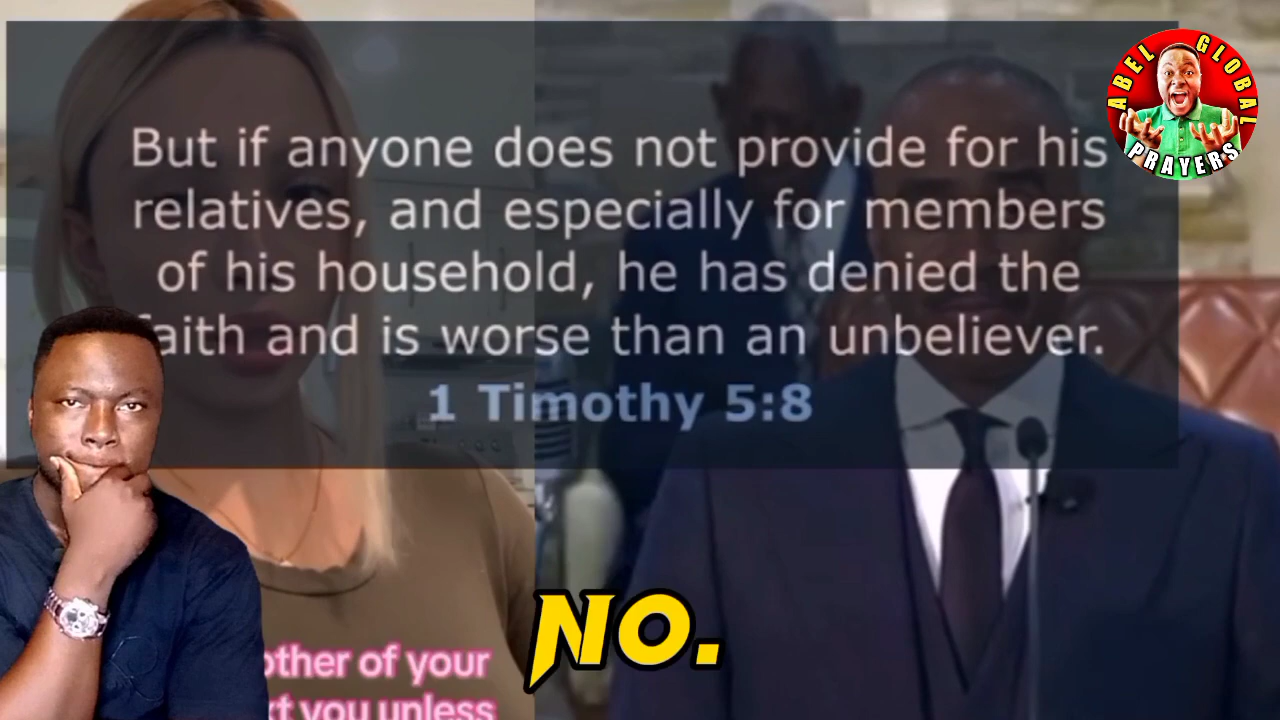 But if anyone does not provide for his
relatives, and especially for members
of his household, he has denied the
faith and is worse than an unbeliever.
1 Timothy 5:8
ABEL GLOBAL
PRAYERS
NO.
of your
you unless